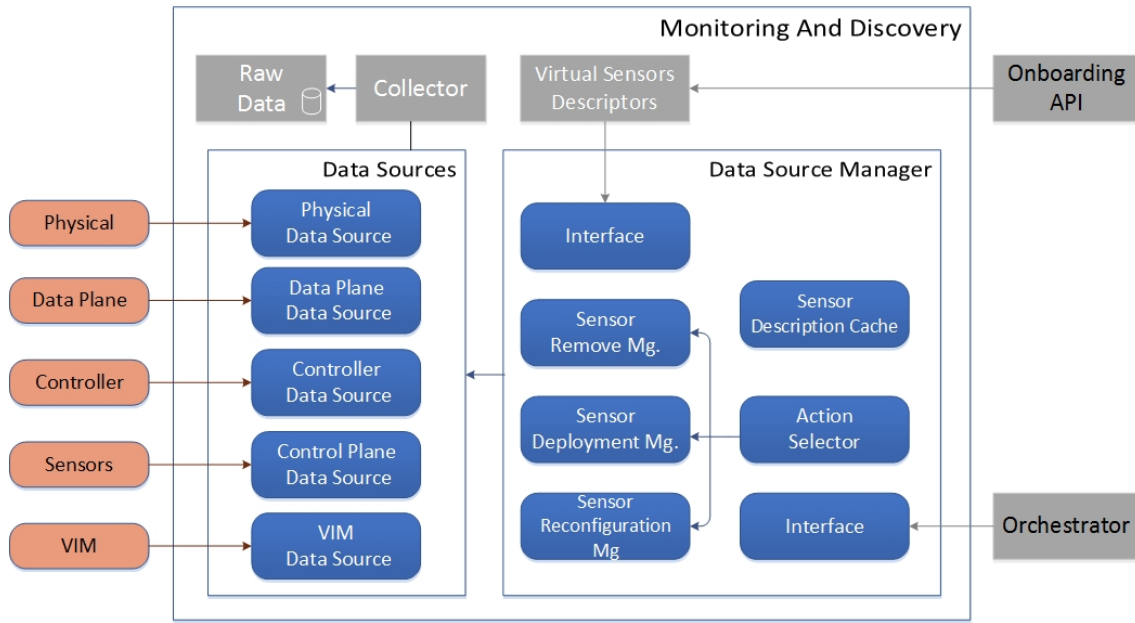 Monitoring And Discovery
Raw
Data
Collector
Virtual Sensors
Descriptors
Onboarding
API
Data Sources
Data Source Manager
Physical
Physical
Data Source
Interface
Data Plane
Data Plane
Data Source
Sensor
Remove Mg.
Sensor
Description Cache
Controller
Controller
Data Source
Sensor
Deployment Mg.
Action
Selector
Sensors
Control Plane
Data Source
Sensor
Reconfiguration
Mg
Interface
Orchestrator
VIM
VIM
Data Source